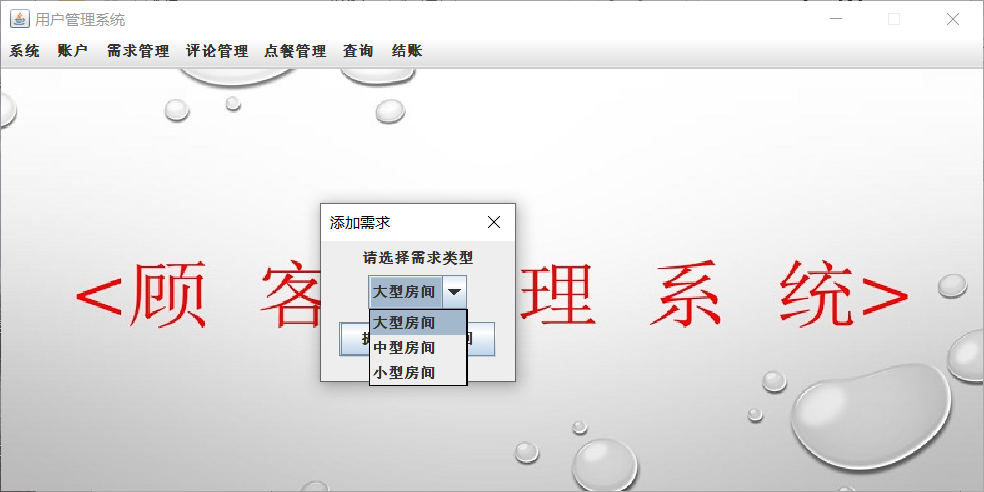 用户管理系统
系统 账户 需求管理 评论管理 点餐管理 查询 结账
添加需求
请选择需求类型
<顾 客 理 系 统>
大型房间
大型房间
中型房间
小型房间